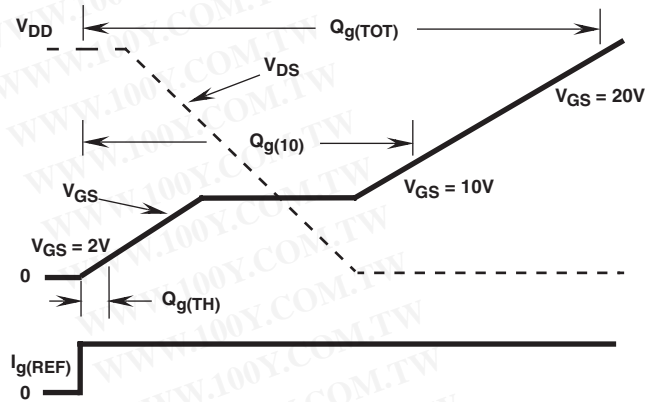 V_DD
Q_g(TOT)
V_DS
V_GS = 20V
Q_g(10)
V_GS
V_GS = 10V
V_GS = 2V
0
Q_g(TH)
I_g(REF)
0
WWW.100Y.COM.TW